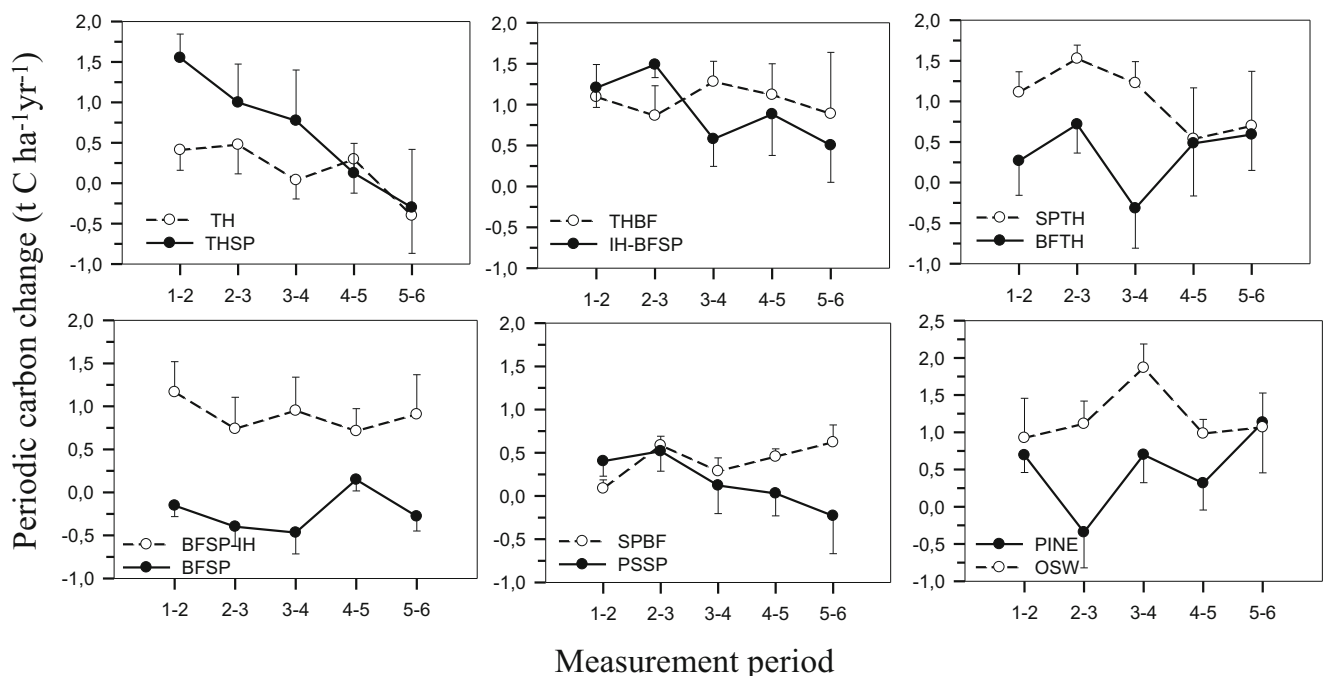 Periodic carbon change (t C ha-1yr-1)
2,0
1,5
1,0
0,5
0,0
-0,5
-1,0
TH
THSP
1-2 2-3 3-4 4-5 5-6
2,0
1,5
1,0
0,5
0,0
-0,5
-1,0
THBF
IH-BFSP
1-2 2-3 3-4 4-5 5-6
2,0
1,5
1,0
0,5
0,0
-0,5
-1,0
SPTH
BFTH
1-2 2-3 3-4 4-5 5-6
2,0
1,5
1,0
0,5
0,0
-0,5
-1,0
BFSP-IH
BFSP
1-2 2-3 3-4 4-5 5-6
2,0
1,5
1,0
0,5
0,0
-0,5
-1,0
SPBF
PSSP
1-2 2-3 3-4 4-5 5-6
2,5
2,0
1,5
1,0
0,5
0,0
-0,5
-1,0
PINE
OSW
1-2 2-3 3-4 4-5 5-6
Measurement period